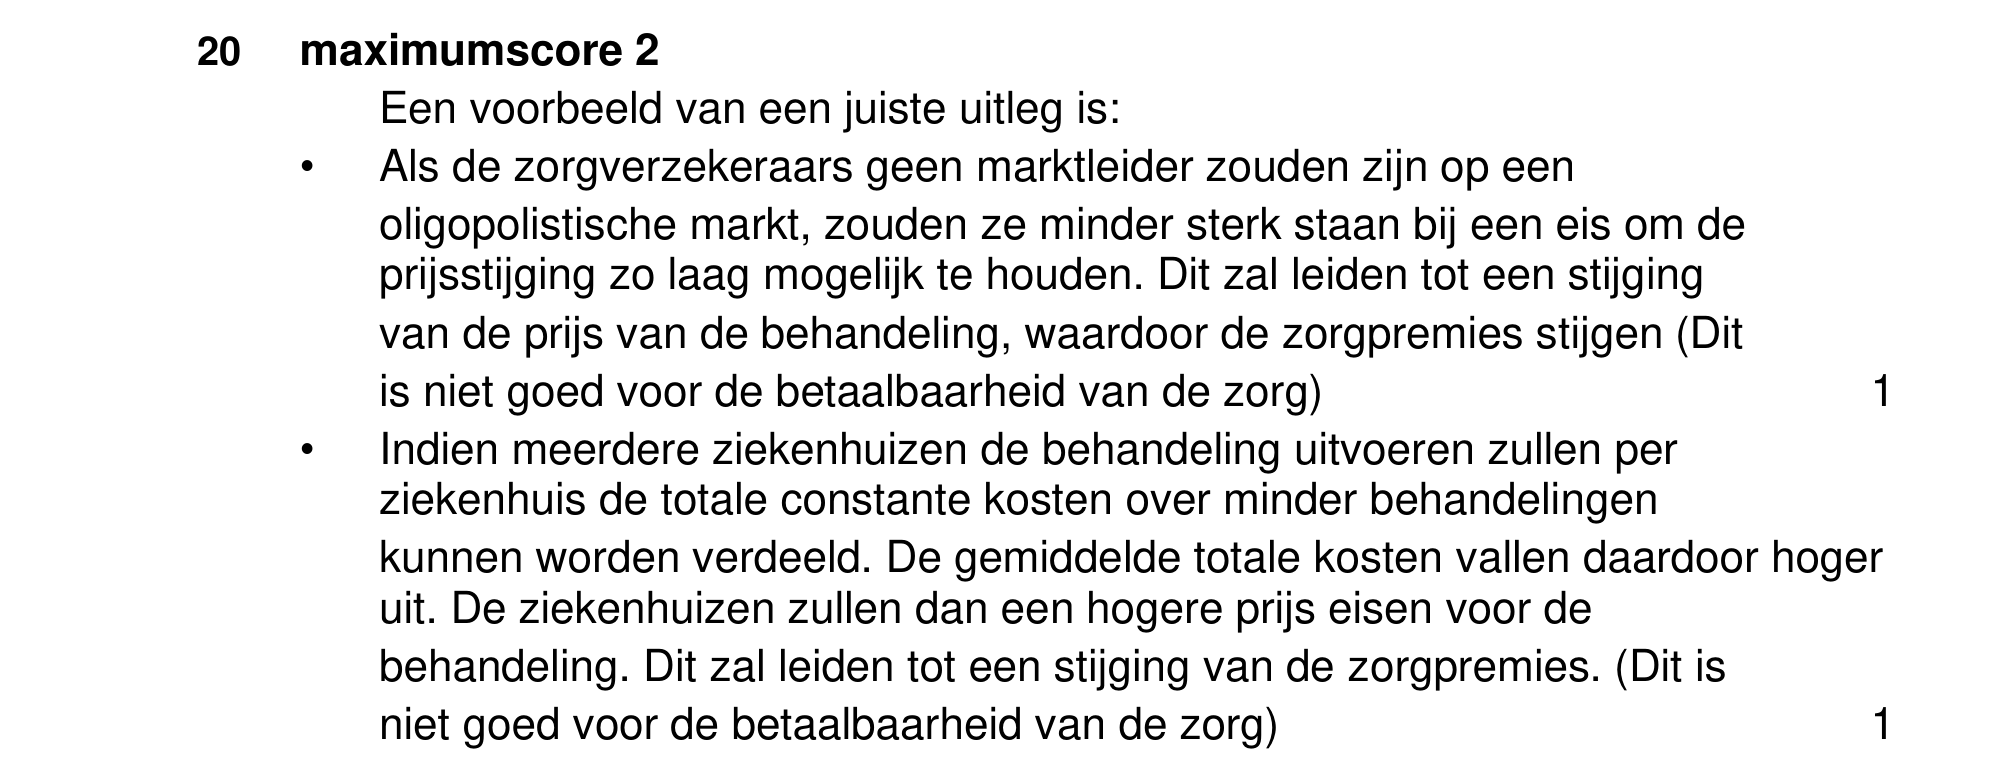 20 maximumscore 2
Een voorbeeld van een juiste uitleg is:
• Als de zorgverzekeraars geen marktleider zouden zijn op een
oligopolistische markt, zouden ze minder sterk staan bij een eis om de
prijsstijging zo laag mogelijk te houden. Dit zal leiden tot een stijging
van de prijs van de behandeling, waardoor de zorgpremies stijgen (Dit
is niet goed voor de betaalbaarheid van de zorg) 1
• Indien meerdere ziekenhuizen de behandeling uitvoeren zullen per
ziekenhuis de totale constante kosten over minder behandelingen
kunnen worden verdeeld. De gemiddelde totale kosten vallen daardoor hoger
uit. De ziekenhuizen zullen dan een hogere prijs eisen voor de
behandeling. Dit zal leiden tot een stijging van de zorgpremies. (Dit is
niet goed voor de betaalbaarheid van de zorg) 1